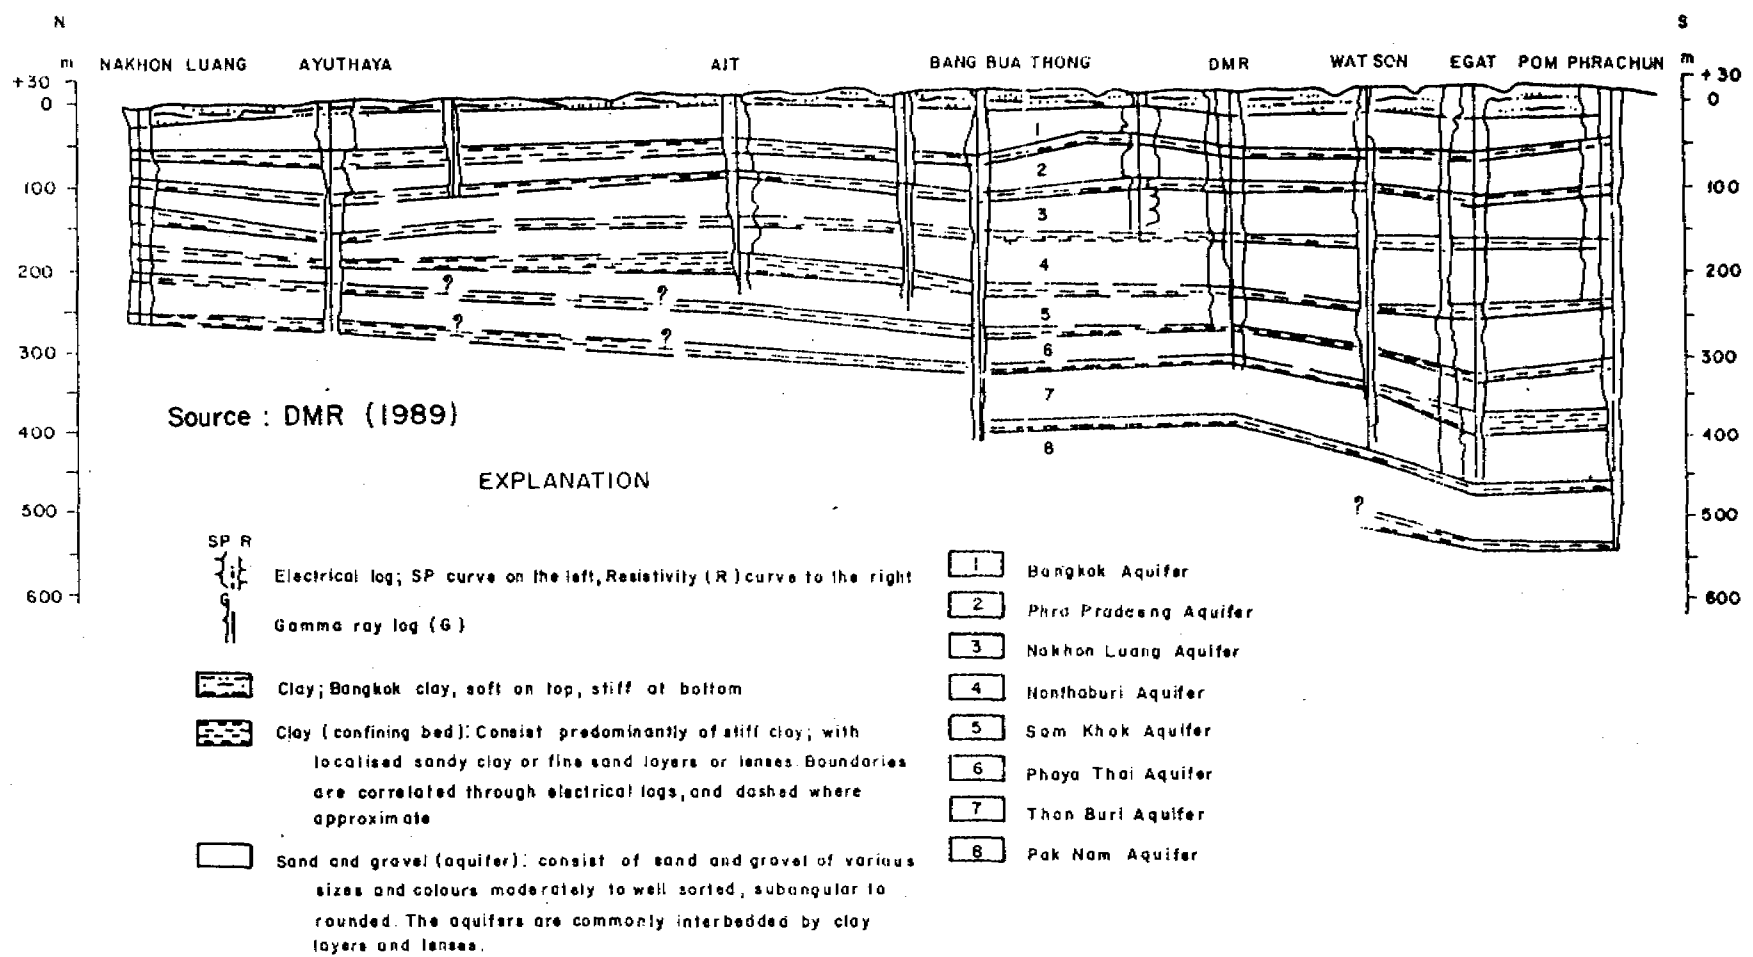 N S
m NAKHON LUANG AYUTHAYA AIT BANG BUA THONG DMR WAT SON EGAT POM PHRACHUN m
+30 +30
0 0
1
2
100 100
3
4
200 200
? ?
5
? ?
6
300 300
7
Source : DMR (1989)
400 400
8
EXPLANATION
?
500 500
SP R
Electrical log; SP curve on the left, Resistivity (R) curve to the right
600 600
G
Gamma ray log (G)
Clay; Bangkok clay, soft on top, stiff at bottom
Clay (confining bed): Consist predominantly of stiff clay; with
localised sandy clay or fine sand layers or lenses. Boundaries
are correlated through electrical logs, and dashed where
approximate
Sand and gravel (aquifer): consist of sand and gravel of various
sizes and colours moderately to well sorted, subangular to
rounded. The aquifers are commonly interbedded by clay
layers and lenses.
1 Bangkok Aquifer
2 Phra Pradaeng Aquifer
3 Nakhon Luang Aquifer
4 Nonthaburi Aquifer
5 Sam Khok Aquifer
6 Phaya Thai Aquifer
7 Thon Buri Aquifer
8 Pak Nam Aquifer